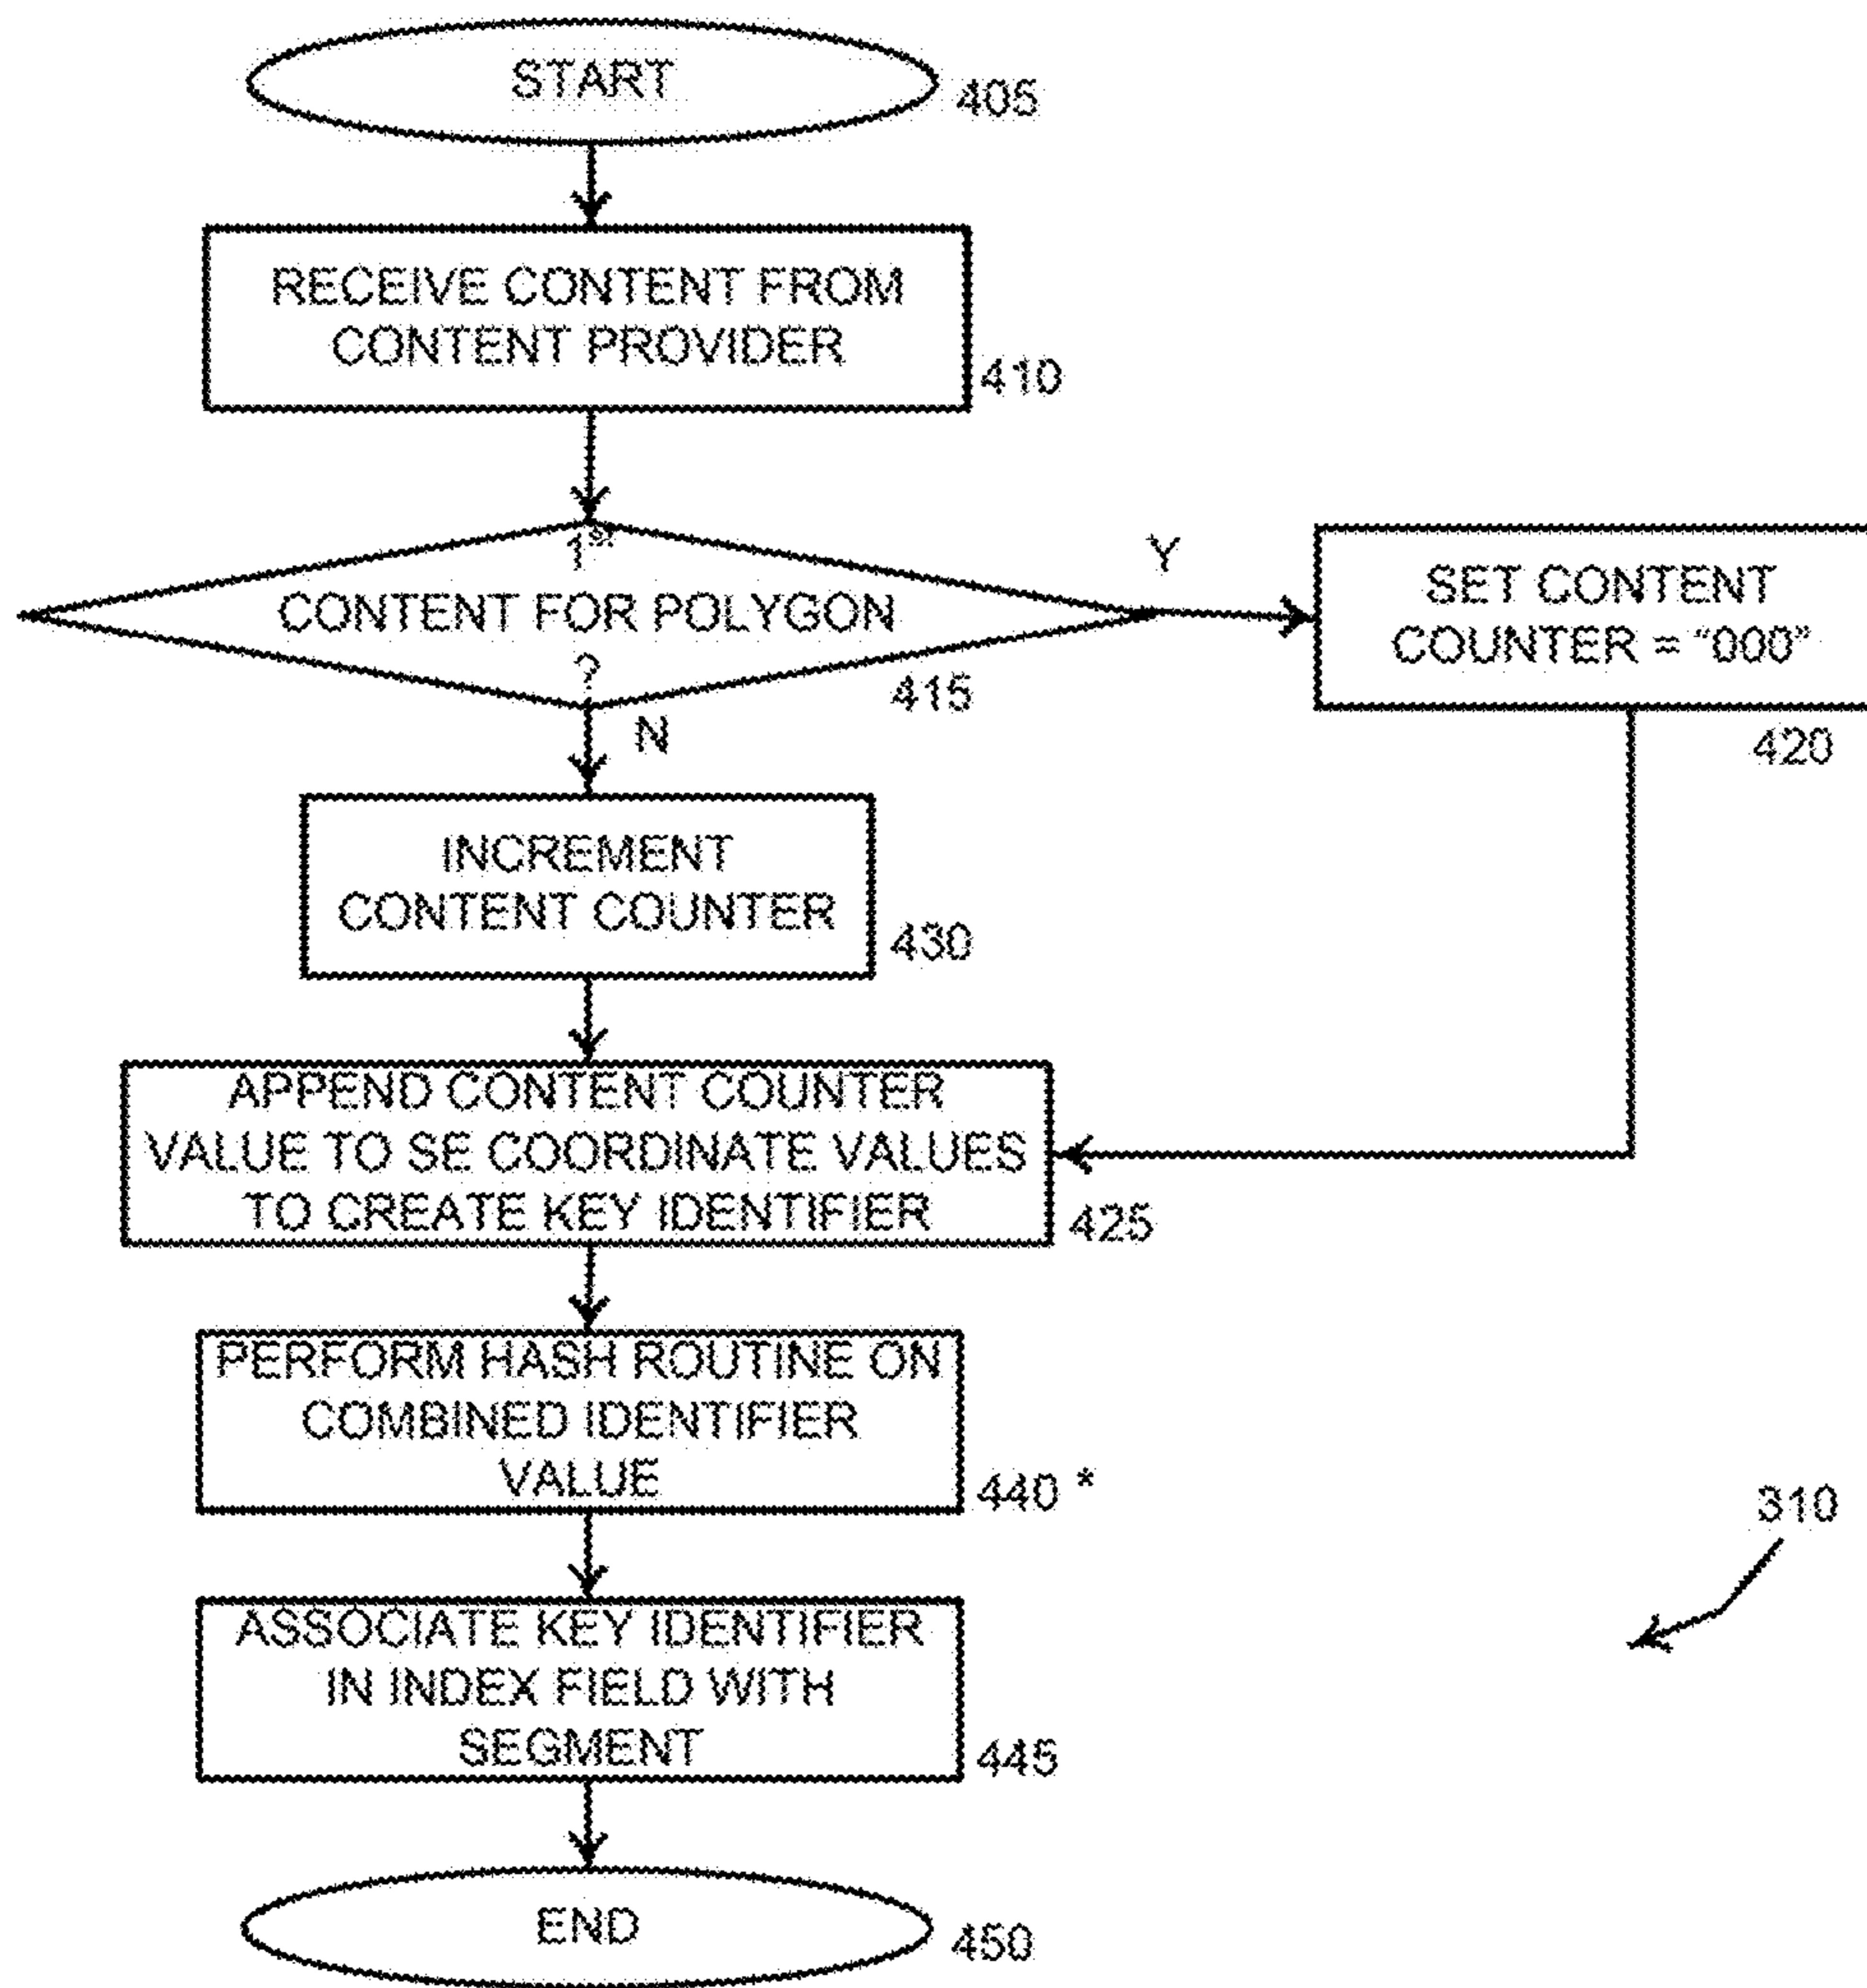 START
405
RECEIVE CONTENT FROM
CONTENT PROVIDER
410
1st
CONTENT FOR POLYGON
?
415
Y
SET CONTENT
COUNTER = “000”
420
N
INCREMENT
CONTENT COUNTER
430
APPEND CONTENT COUNTER
VALUE TO SE COORDINATE VALUES
TO CREATE KEY IDENTIFIER
425
PERFORM HASH ROUTINE ON
COMBINED IDENTIFIER
VALUE
440 *
310
ASSOCIATE KEY IDENTIFIER
IN INDEX FIELD WITH
SEGMENT
445
END
450